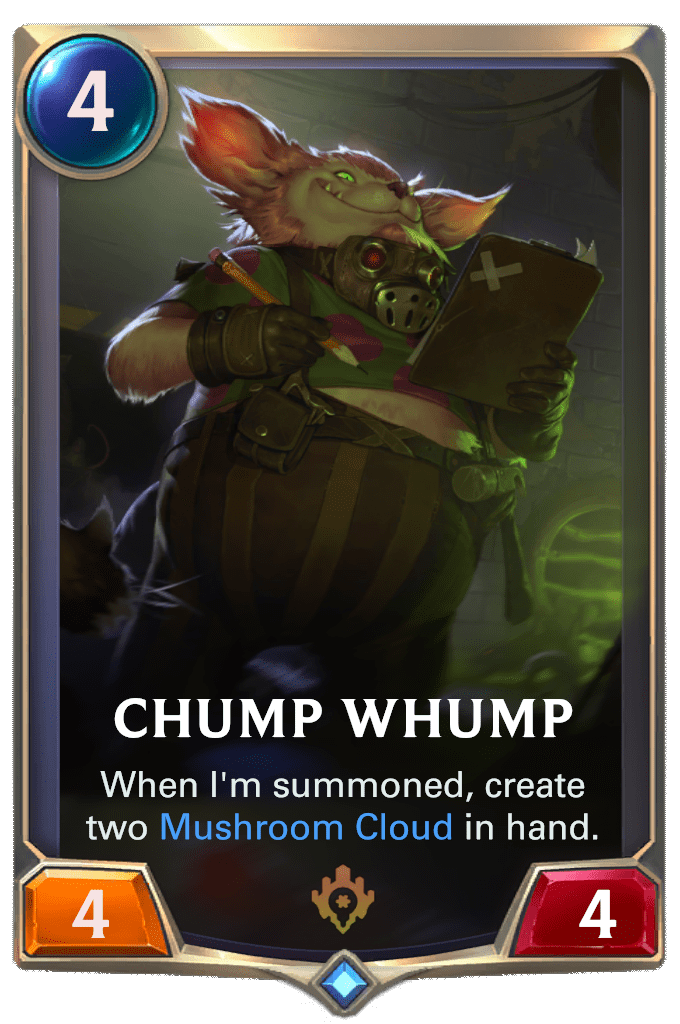 4
CHUMP WHUMP
When I'm summoned, create
two Mushroom Cloud in hand.
4
4